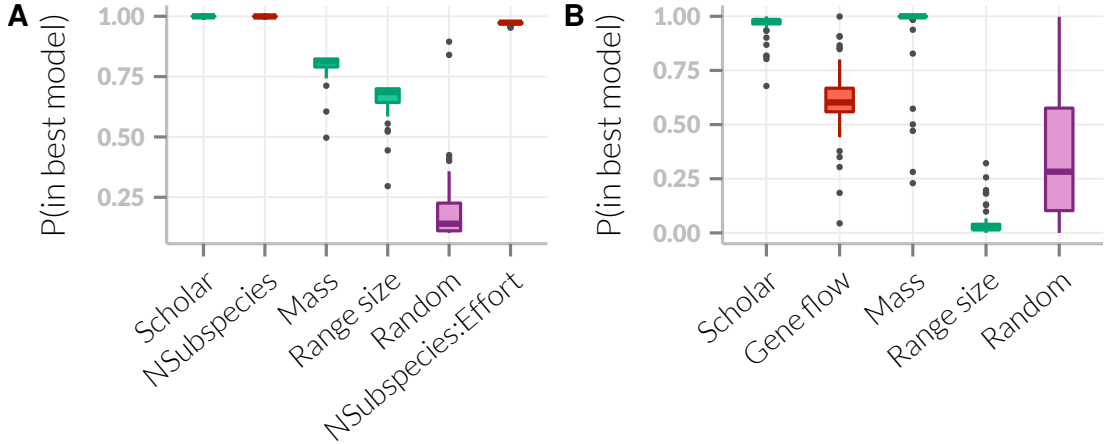 A
P(in best model)
1.00
0.75
0.50
0.25
Scholar
NSubspecies
Mass
Range size
Random
NSubspecies:Effort
B
P(in best model)
1.00
0.75
0.50
0.25
0.00
Scholar
Gene flow
Mass
Range size
Random